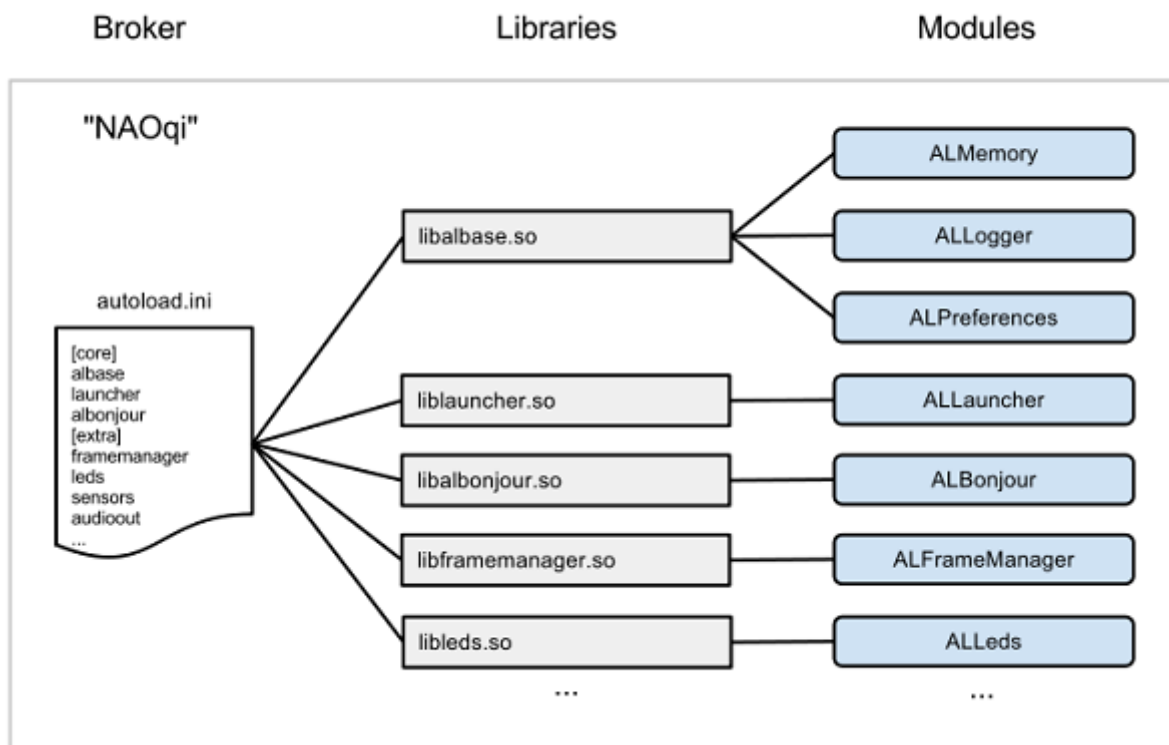 Broker Libraries Modules
"NAOqi"
ALMemory
libalbase.so ALLogger
autoload.ini
ALPreferences
[core]
albase
launcher
albonjour
[extra]
framemanager
leds
sensors
audioout
...
liblauncher.so ALLauncher
libalbonjour.so ALBonjour
libframemanager.so ALFrameManager
libleds.so ALLeds
... ...